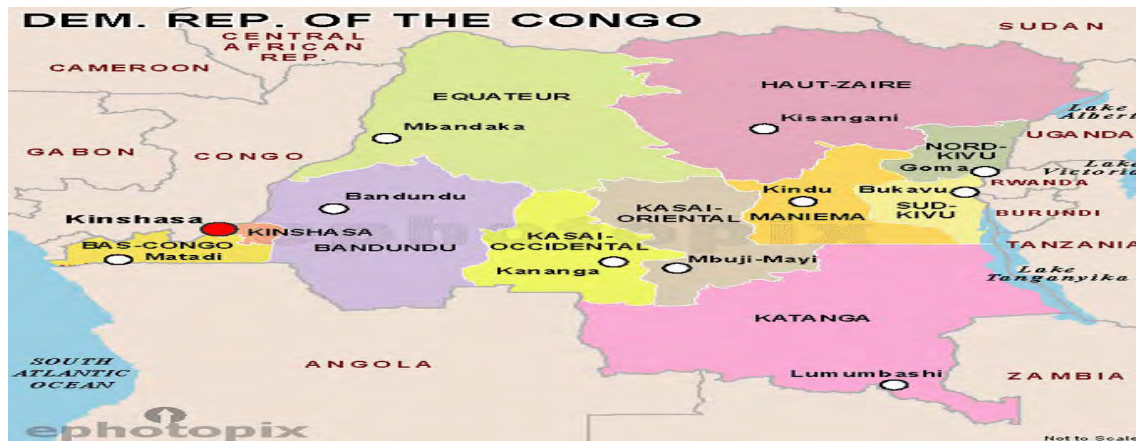 DEM. REP. OF THE CONGO
SUDAN
CENTRAL
AFRICAN
REP.
CAMEROON
EQUATEUR
HAUT-ZAIRE
Lake
Albert
Mbandaka
Kisangani
UGANDA
GABON
CONGO
NORD-
KIVU
Goma
Lake
Victoria
Bandundu
Kindu
Bukavu
RWANDA
KASAI-
ORIENTAL
MANIEMA
SUD-
KIVU
BURUNDI
Kinshasa
KINSHASA
BANDUNDU
KASAI-
OCCIDENTAL
BAS-CONGO
Matadi
Kananga
Mbuji-Mayi
TANZANIA
Lake
Tanganyika
KATANGA
SOUTH
ATLANTIC
OCEAN
ANGOLA
Lumumbashi
ZAMBIA
ephotopix
Not to Scale